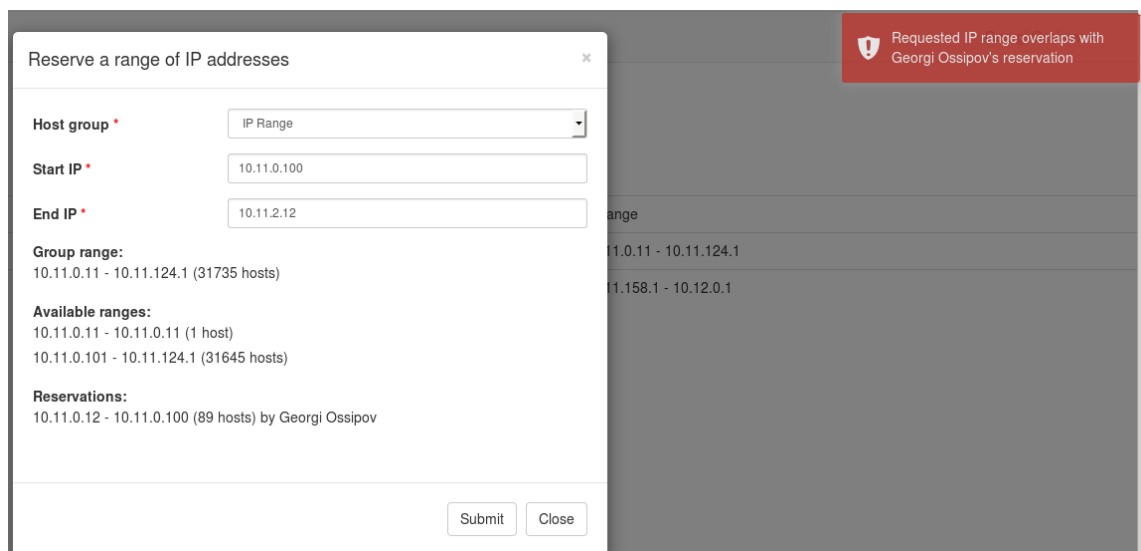 Requested IP range overlaps with
Georgi Ossipov's reservation
Reserve a range of IP addresses ×
Host group * IP Range
Start IP * 10.11.0.100
End IP * 10.11.2.12
ange
Group range:
11.0.11 - 10.11.124.1
10.11.0.11 - 10.11.124.1 (31735 hosts)
11.158.1 - 10.12.0.1
Available ranges:
10.11.0.11 - 10.11.0.11 (1 host)
10.11.0.101 - 10.11.124.1 (31645 hosts)
Reservations:
10.11.0.12 - 10.11.0.100 (89 hosts) by Georgi Ossipov
Submit Close